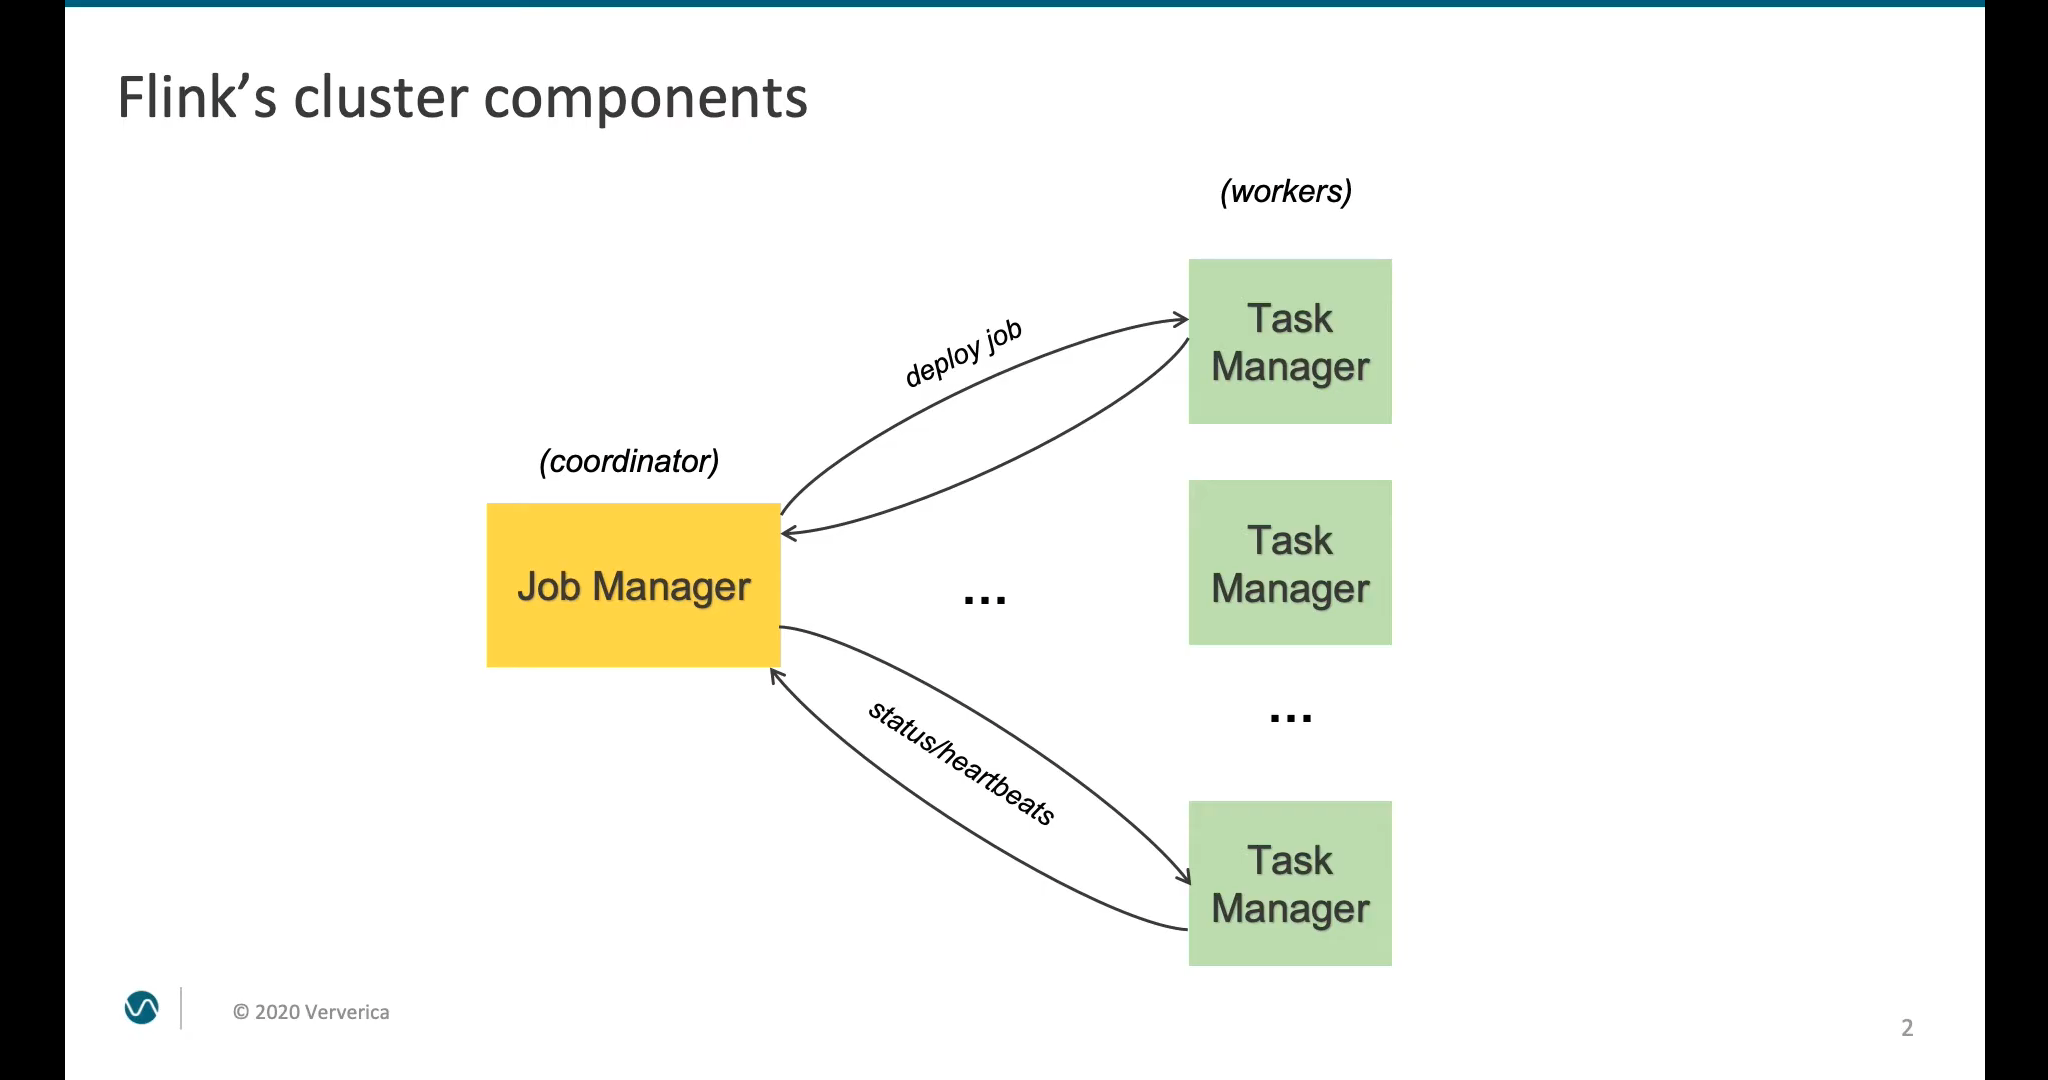 Flink’s cluster components
(workers)
Task
Manager
deploy job
(coordinator)
Job Manager
...
Task
Manager
...
status/heartbeats
Task
Manager
© 2020 Ververica
2